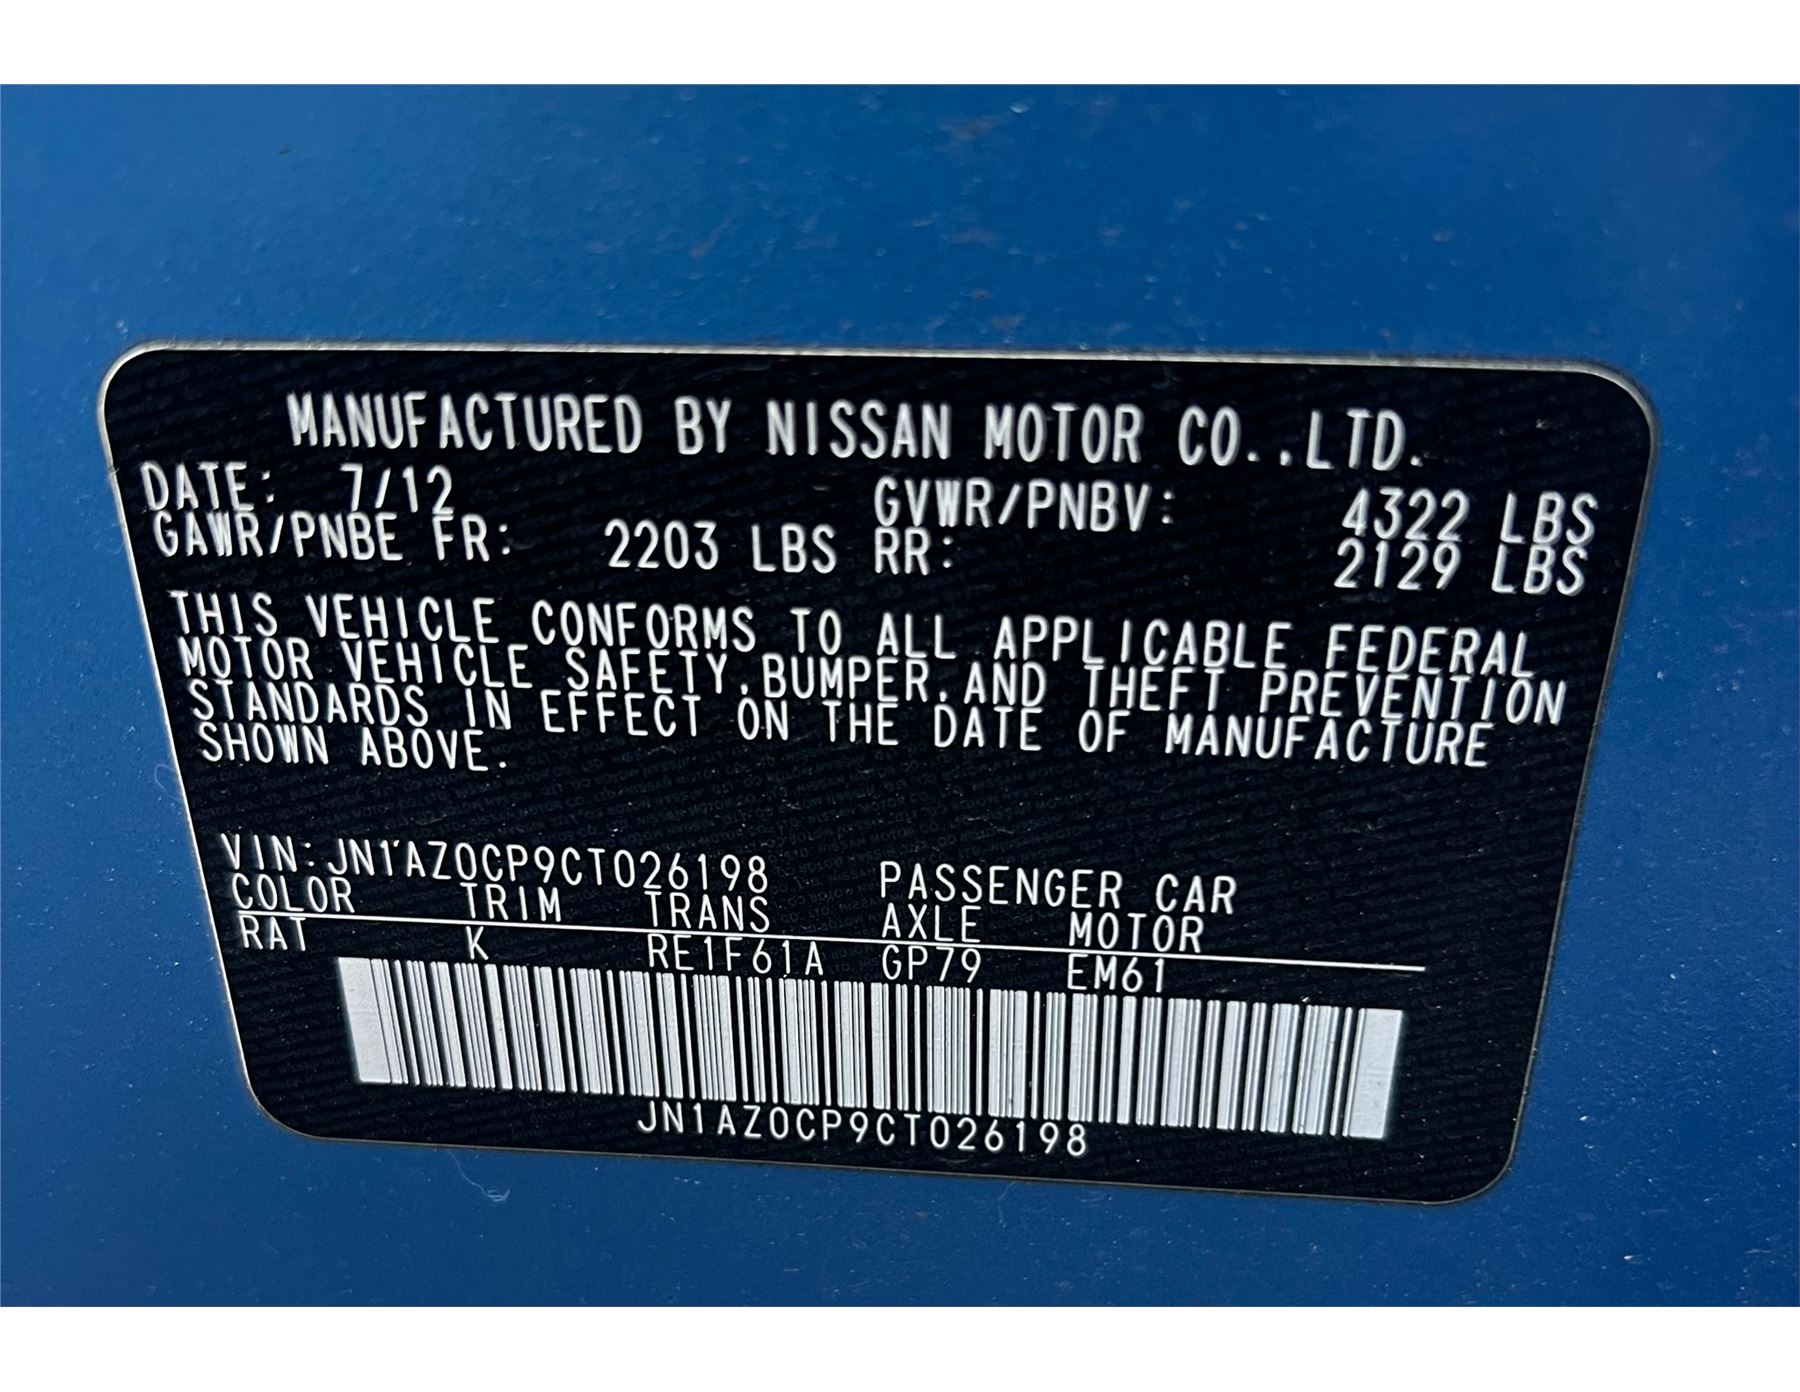 MANUFACTURED BY NISSAN MOTOR CO.,LTD.
DATE: 7/12 GVWR/PNBV: 4322 LBS
GAWR/PNBE FR: 2203 LBS RR: 2129 LBS
THIS VEHICLE CONFORMS TO ALL APPLICABLE FEDERAL
MOTOR VEHICLE SAFETY,BUMPER,AND THEFT PREVENTION
STANDARDS IN EFFECT ON THE DATE OF MANUFACTURE
SHOWN ABOVE.
VIN:JN1AZ0CP9CT026198 PASSENGER CAR
COLOR TRIM TRANS AXLE MOTOR
RAT K RE1F61A GP79 EM61
JN1AZ0CP9CT026198